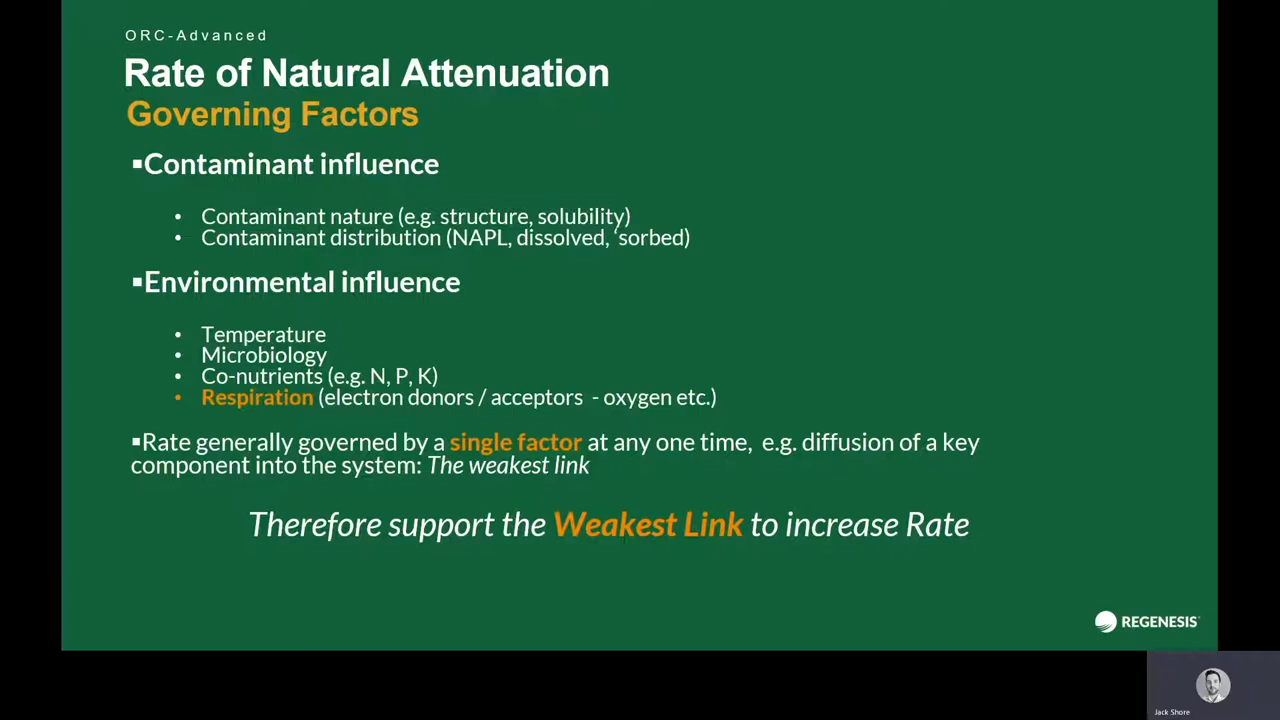 ORC-Advanced
Rate of Natural Attenuation
Governing Factors
▪Contaminant influence
• Contaminant nature (e.g. structure, solubility)
• Contaminant distribution (NAPL, dissolved, ‘sorbed)
▪Environmental influence
• Temperature
• Microbiology
• Co-nutrients (e.g. N, P, K)
• Respiration (electron donors / acceptors - oxygen etc.)
▪Rate generally governed by a single factor at any one time, e.g. diffusion of a key
component into the system: The weakest link
Therefore support the Weakest Link to increase Rate
REGENESIS
Jack Shore